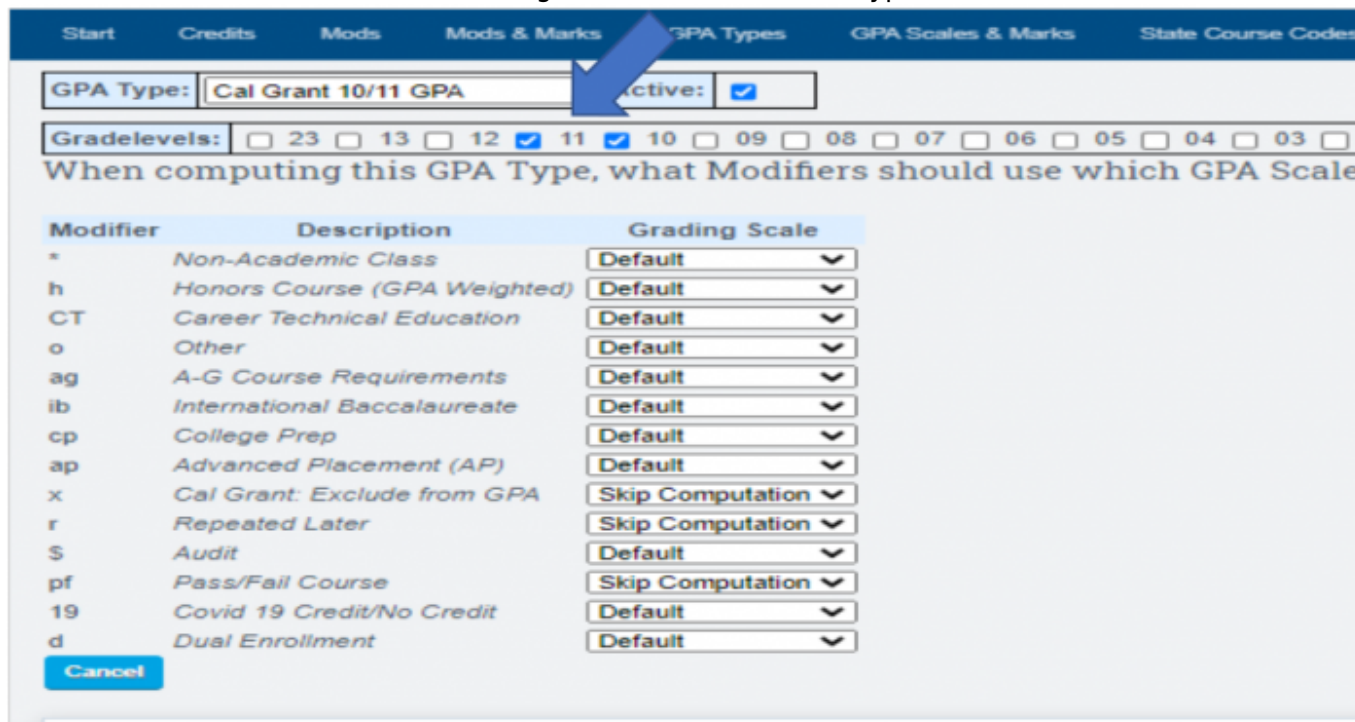 Start Credits Mods Mods & Marks GPA Types GPA Scales & Marks State Course Codes
GPA Type: Cal Grant 10/11 GPA Active:
Gradelevels: 23 13 12 11 10 09 08 07 06 05 04 03
When computing this GPA Type, what Modifiers should use which GPA Scale
Modifier Description Grading Scale
* Non-Academic Class Default
h Honors Course (GPA Weighted) Default
CT Career Technical Education Default
o Other Default
ag A-G Course Requirements Default
ib International Baccalaureate Default
cp College Prep Default
ap Advanced Placement (AP) Default
x Cal Grant: Exclude from GPA Skip Computation
r Repeated Later Skip Computation
$ Audit Default
pf Pass/Fail Course Skip Computation
19 Covid 19 Credit/No Credit Default
d Dual Enrollment Default
Cancel